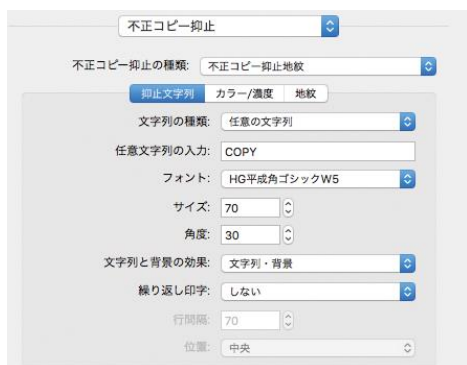 不正コピー抑止
不正コピー抑止の種類: 不正コピー抑止地紋
抑止文字列 カラー/濃度 地紋
文字列の種類: 任意の文字列
任意文字列の入力: COPY
フォント: HG平成角ゴシックW5
サイズ: 70
角度: 30
文字列と背景の効果: 文字列・背景
繰り返し印字: しない
行間隔: 70
位置: 中央